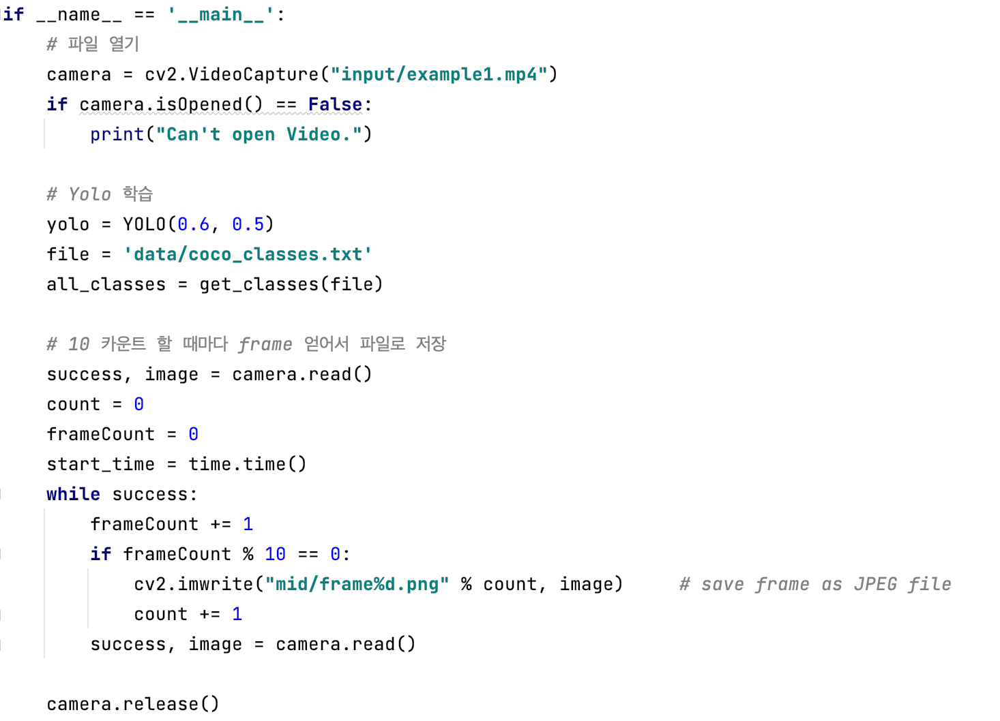 if __name__ == '__main__':
    # 파일 열기
    camera = cv2.VideoCapture("input/example1.mp4")
    if camera.isOpened() == False:
        print("Can't open Video.")

    # Yolo 학습
    yolo = YOLO(0.6, 0.5)
    file = 'data/coco_classes.txt'
    all_classes = get_classes(file)

    # 10 카운트 할 때마다 frame 얻어서 파일로 저장
    success, image = camera.read()
    count = 0
    frameCount = 0
    start_time = time.time()
    while success:
        frameCount += 1
        if frameCount % 10 == 0:
            cv2.imwrite("mid/frame%d.png" % count, image)     # save frame as JPEG file
            count += 1
        success, image = camera.read()

    camera.release()